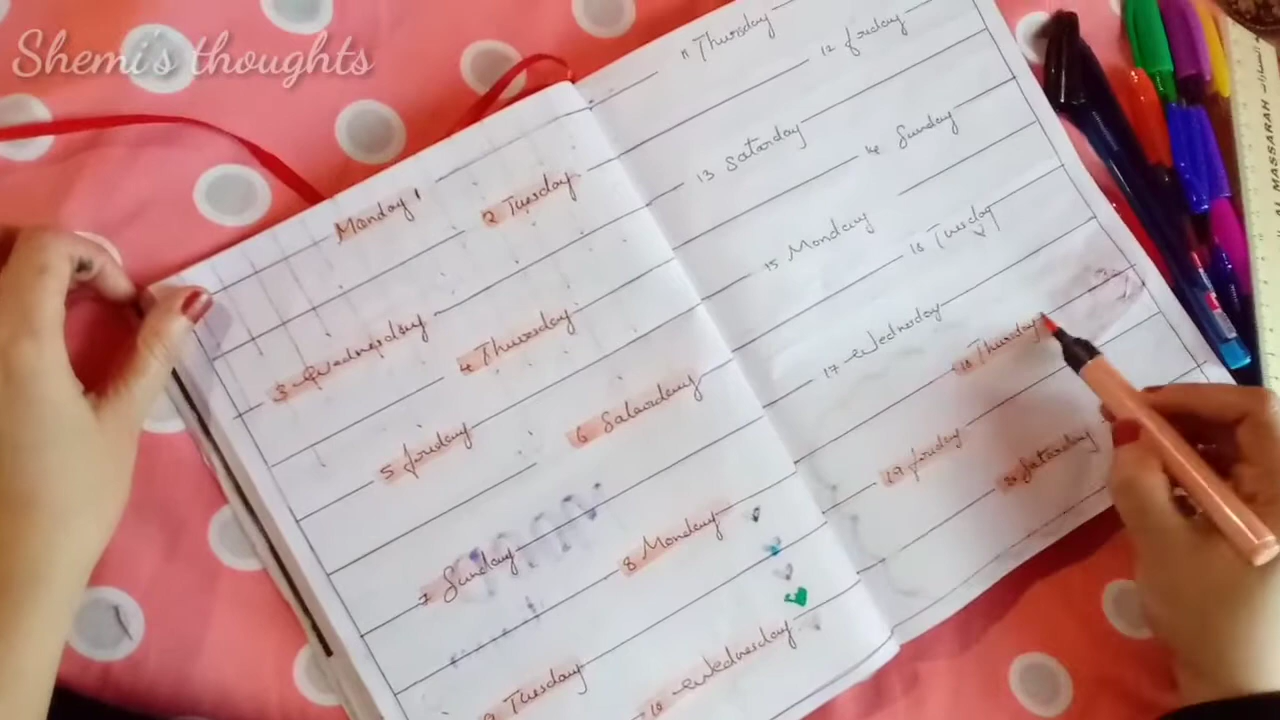 Shemi's thoughts
Monday 1
2 Tuesday
3 Wednesday
4 Thursday
5 friday
6 Saturday
7 Sunday
8 Monday
9 Tuesday
10 Wednesday
11 Thursday
12 friday
13 Saturday
14 Sunday
15 Monday
16 Tuesday
17 Wednesday
18 Thursday
19 friday
20 Saturday
MASSARAH